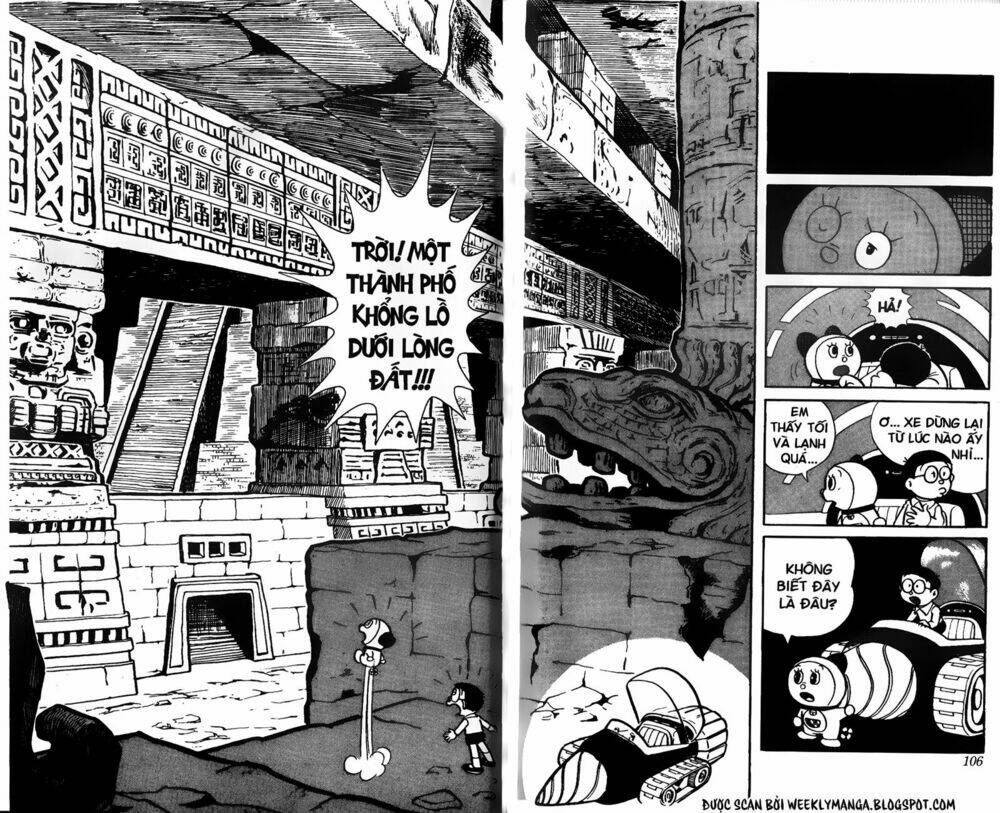 HẢ!
Ơ... XE DỪNG LẠI
TỪ LÚC NÀO ẤY
NHỈ...
EM
THẤY TỐI
VÀ LẠNH
QUÁ...
KHÔNG
BIẾT ĐÂY
LÀ ĐÂU?
106
TRỜI! MỘT
THÀNH PHỐ
KHỔNG LỒ
DƯỚI LÒNG
ĐẤT!!!
ĐƯỢC SCAN BỞI WEEKLYMANGA.BLOGSPOT.COM